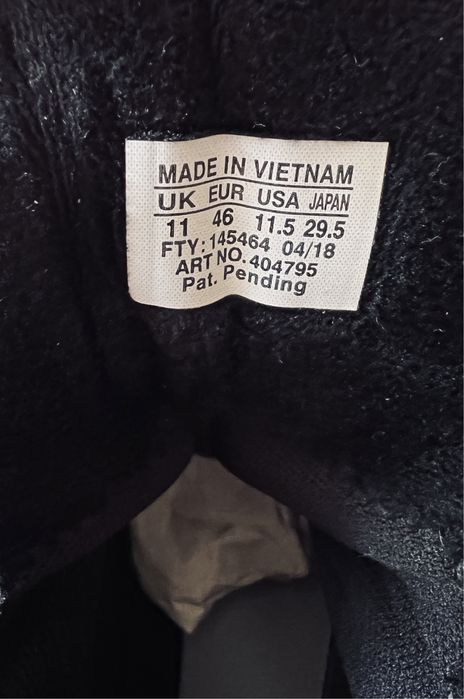 MADE IN VIETNAM
UK EUR USA JAPAN
11 46 11.5 29.5
FTY: 145464 04/18
ART NO. 404795
Pat. Pending